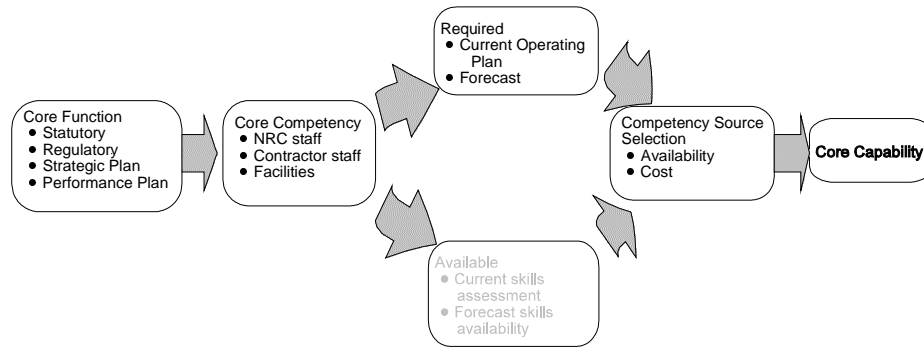 Core Function
● Statutory
● Regulatory
● Strategic Plan
● Performance Plan
Core Competency
● NRC staff
● Contractor staff
● Facilities
Required
● Current Operating
Plan
● Forecast
Available
● Current skills
assessment
● Forecast skills
availability
Competency Source
Selection
● Availability
● Cost
Core Capability